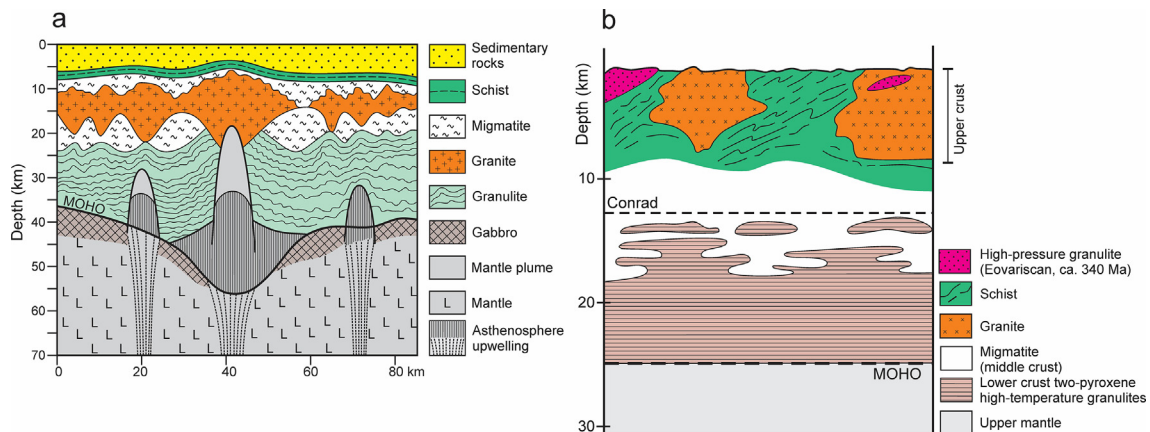 a
Depth (km)
0
10
20
30
40
50
60
70
MOHO
0
20
40
60
80 km
Sedimentary
rocks
Schist
Migmatite
Granite
Granulite
Gabbro
Mantle plume
L
Mantle
Asthenosphere
upwelling
b
Depth (km)
10
20
30
Conrad
MOHO
Upper crust
High-pressure granulite
(Eovariscan, ca. 340 Ma)
Schist
Granite
Migmatite
(middle crust)
Lower crust two-pyroxene
high-temperature granulites
Upper mantle